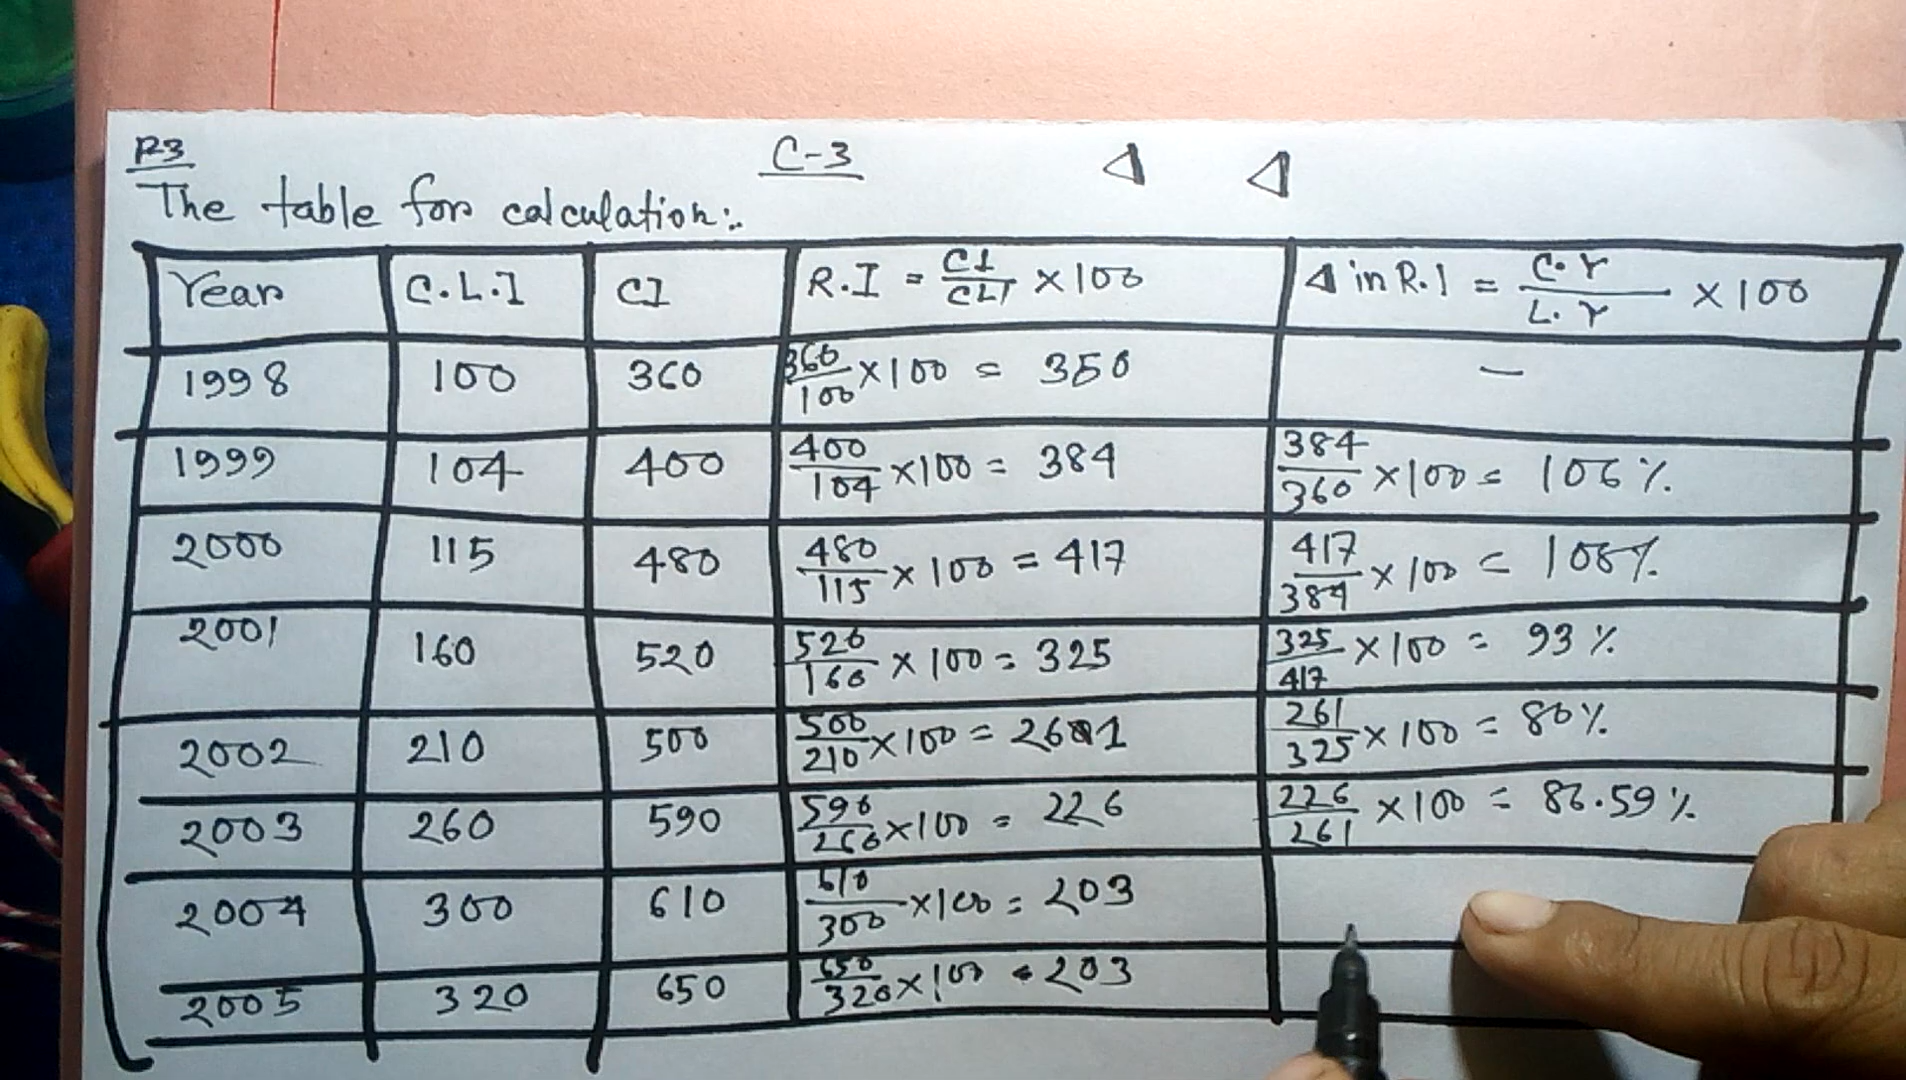 P3
C-3
Δ Δ
The table for calculation:.
Year C.L.I CI R.I = CI/CLI × 100 Δ in R.I = C.Y/L.Y × 100
1998 100 360 360/100 × 100 = 360 —
1999 104 400 400/104 × 100 = 384 384/360 × 100 = 106%
2000 115 480 480/115 × 100 = 417 417/384 × 100 = 108%
2001 160 520 520/160 × 100 = 325 325/417 × 100 = 93%
2002 210 500 500/210 × 100 = 261 261/325 × 100 = 80%
2003 260 590 590/260 × 100 = 226 226/261 × 100 = 86.59%
2004 300 610 610/300 × 100 = 203
2005 320 650 650/320 × 100 = 203